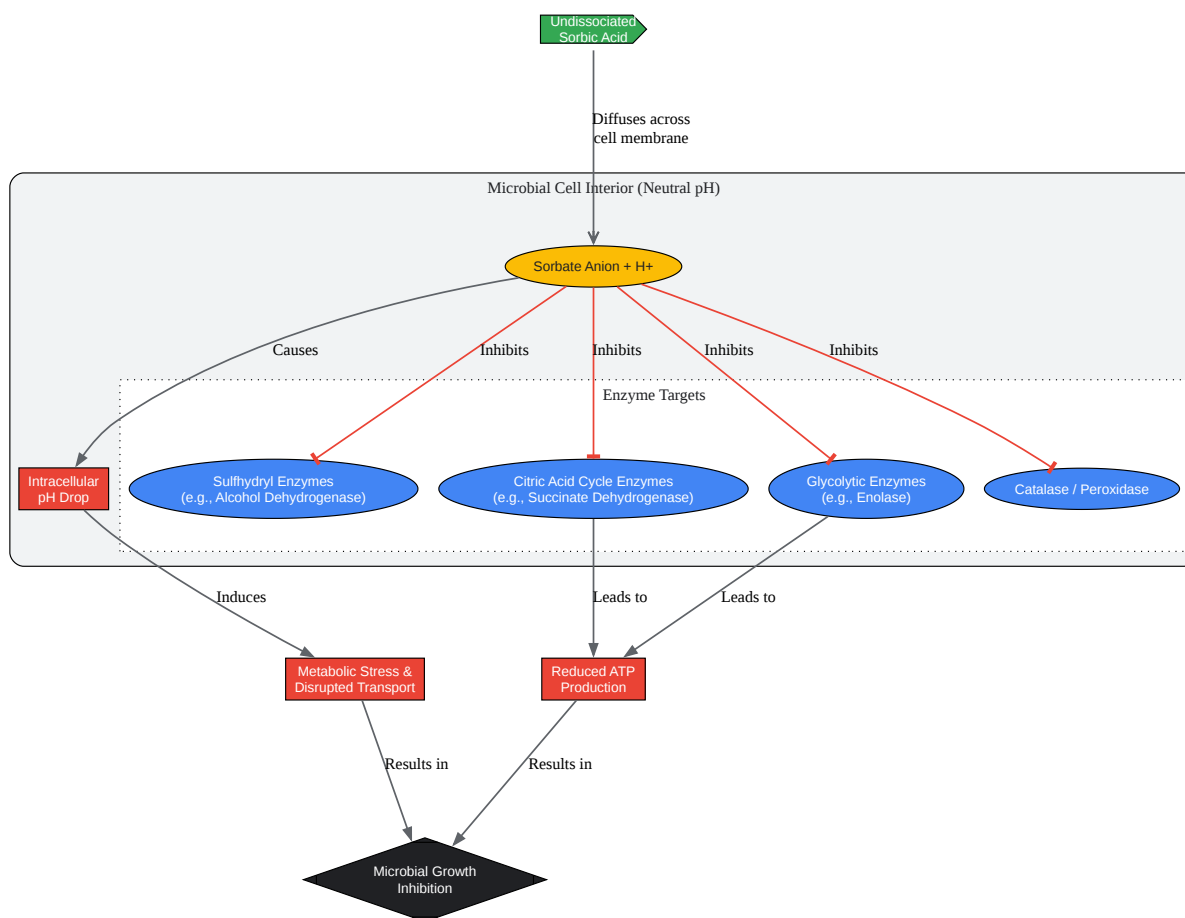 Undissociated
Sorbic Acid
Diffuses across
cell membrane
Microbial Cell Interior (Neutral pH)
Sorbate Anion + H+
Causes
Inhibits
Inhibits
Inhibits
Inhibits
Enzyme Targets
Intracellular
pH Drop
Sulfhydryl Enzymes
(e.g., Alcohol Dehydrogenase)
Citric Acid Cycle Enzymes
(e.g., Succinate Dehydrogenase)
Glycolytic Enzymes
(e.g., Enolase)
Catalase / Peroxidase
Induces
Leads to
Leads to
Metabolic Stress &
Disrupted Transport
Reduced ATP
Production
Results in
Results in
Microbial Growth
Inhibition